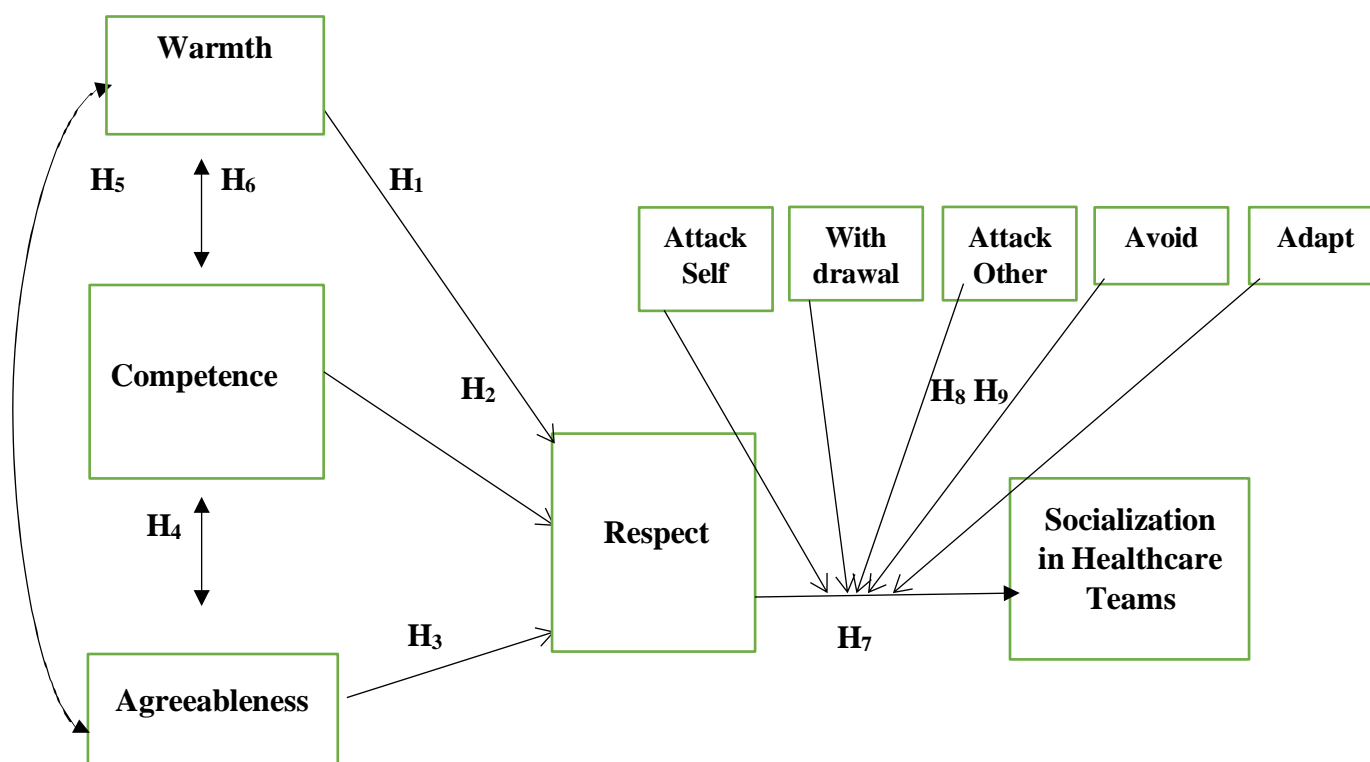 Warmth
H₅
H₆
H₁
Attack
Self
With
drawal
Attack
Other
Avoid
Adapt
Competence
H₂
H₈ H₉
H₄
Respect
Socialization
in Healthcare
Teams
H₃
H₇
Agreeableness